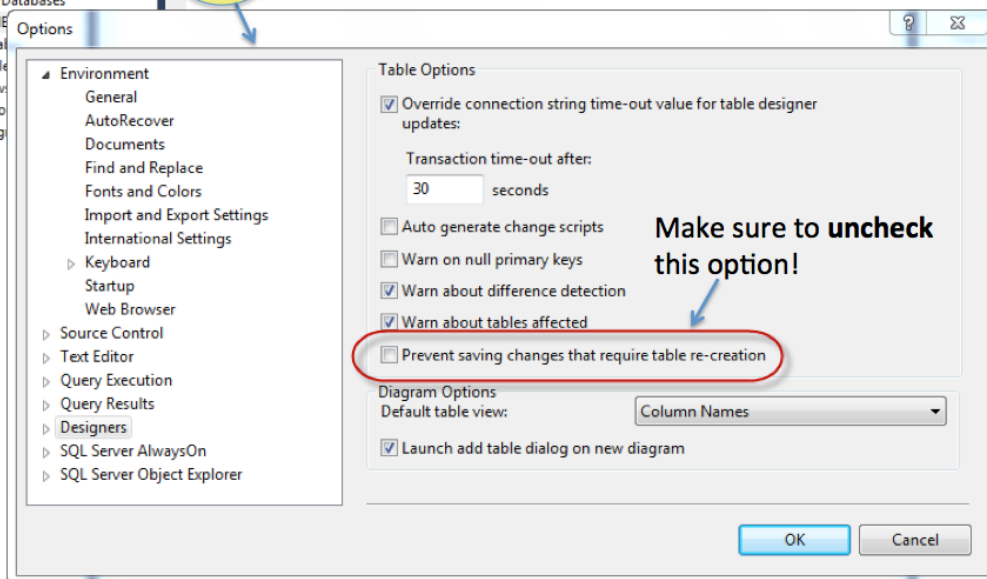 Databases
Options
Environment
General
AutoRecover
Documents
Find and Replace
Fonts and Colors
Import and Export Settings
International Settings
Keyboard
Startup
Web Browser
Source Control
Text Editor
Query Execution
Query Results
Designers
SQL Server AlwaysOn
SQL Server Object Explorer
Table Options
Override connection string time-out value for table designer
updates:
Transaction time-out after:
30 seconds
Auto generate change scripts
Warn on null primary keys
Warn about difference detection
Warn about tables affected
Prevent saving changes that require table re-creation
Make sure to uncheck
this option!
Diagram Options
Default table view: Column Names
Launch add table dialog on new diagram
OK Cancel